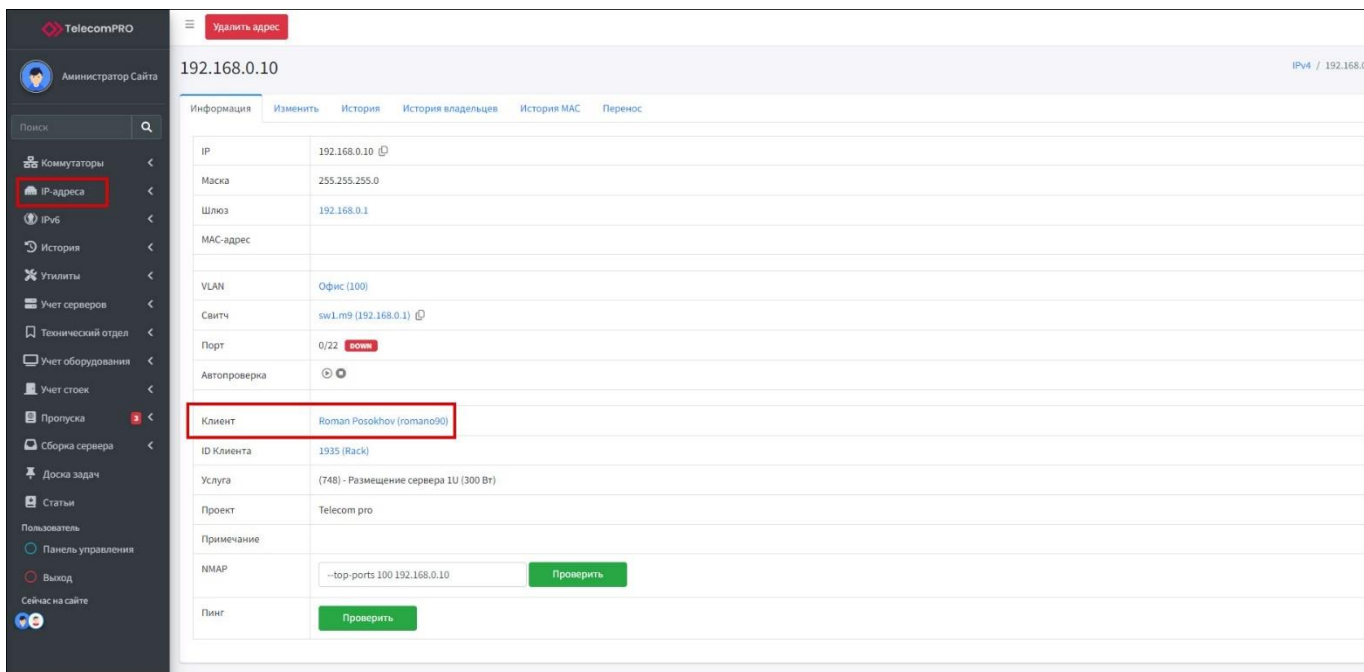 TelecomPRO
Удалить адрес
Аминистратор Сайта
192.168.0.10
IPv4 / 192.168.0
Поиск
Информация Изменить История История владельцев История MAC Перенос
Коммутаторы
IP-адреса
IPv6
История
Утилиты
Учет серверов
Технический отдел
Учет оборудования
Учет стоек
Пропуска 3
Сборка сервера
Доска задач
Статьи
Пользователь
Панель управления
Выход
Сейчас на сайте
IP 192.168.0.10
Маска 255.255.255.0
Шлюз 192.168.0.1
MAC-адрес
VLAN Офис (100)
Свитч sw1.m9 (192.168.0.1)
Порт 0/22 DOWN
Автопроверка
Клиент Roman Posokhov (romano90)
ID Клиента 1935 (Rack)
Услуга (748) - Размещение сервера 1U (300 Вт)
Проект Telecom pro
Примечание
NMAP --top-ports 100 192.168.0.10 Проверить
Пинг Проверить